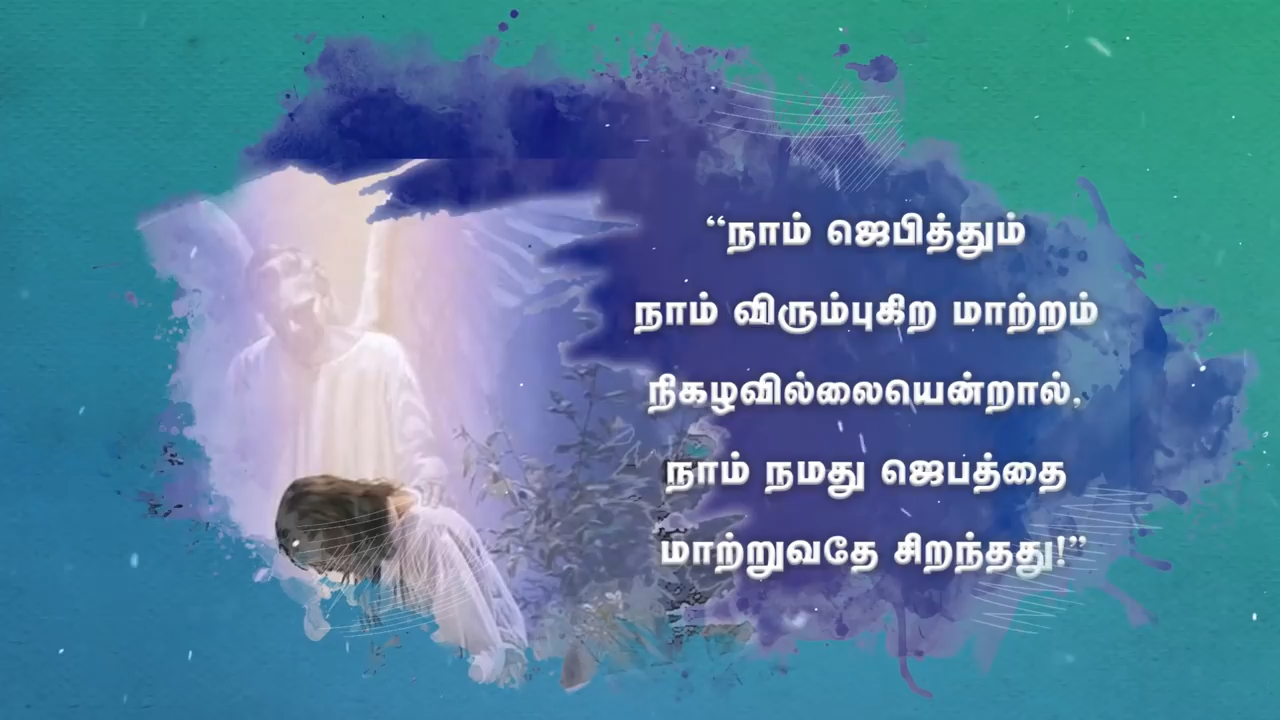 “நாம் ஜெபித்தும்
நாம் விரும்புகிற மாற்றம்
நிகழவில்லையென்றால்,
நாம் நமது ஜெபத்தை
மாற்றுவதே சிறந்தது!”